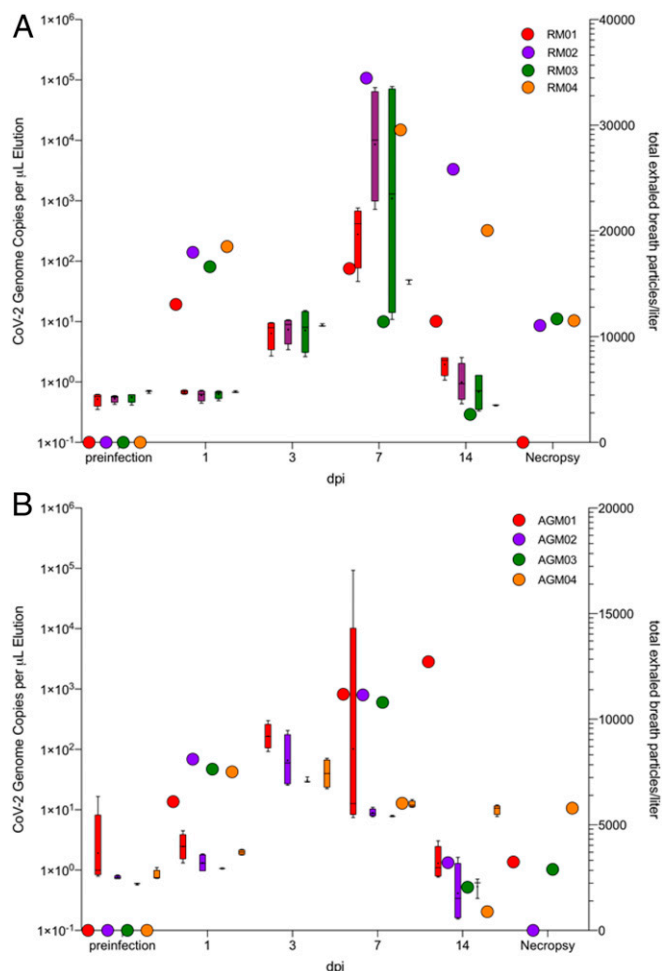 A
1×10⁶
1×10⁵
1×10⁴
1×10³
1×10²
1×10¹
1×10⁰
1×10⁻¹
CoV-2 Genome Copies per μL Elution
40000
30000
20000
10000
0
total exhaled breath particles/liter
RM01
RM02
RM03
RM04
preinfection 1 3 7 14 Necropsy
dpi
B
1×10⁶
1×10⁵
1×10⁴
1×10³
1×10²
1×10¹
1×10⁰
1×10⁻¹
CoV-2 Genome Copies per μL Elution
20000
15000
10000
5000
0
total exhaled breath particles/liter
AGM01
AGM02
AGM03
AGM04
preinfection 1 3 7 14 Necropsy
dpi